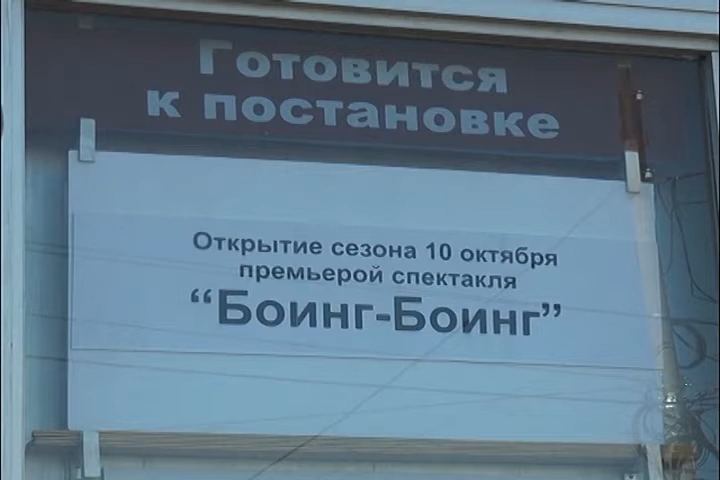 Готовится
к постановке
Открытие сезона 10 октября
премьерой спектакля
“Боинг-Боинг”